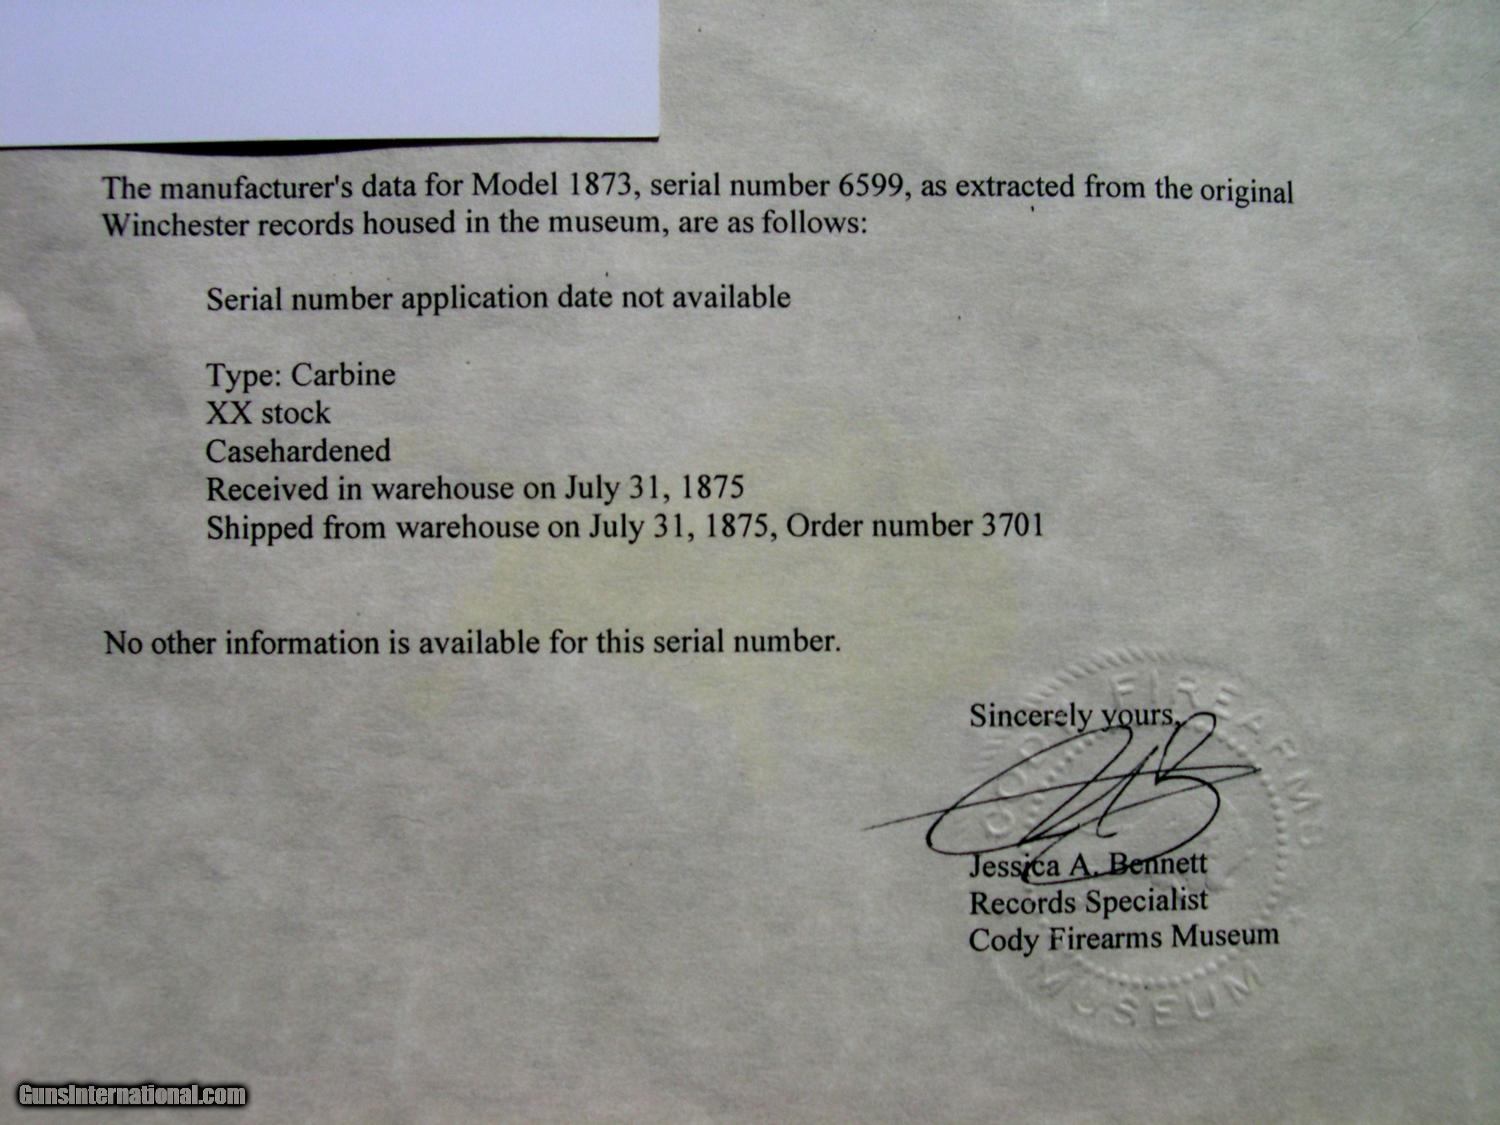 The manufacturer's data for Model 1873, serial number 6599, as extracted from the original
Winchester records housed in the museum, are as follows:
Serial number application date not available
Type: Carbine
XX stock
Casehardened
Received in warehouse on July 31, 1875
Shipped from warehouse on July 31, 1875, Order number 3701
No other information is available for this serial number.
Sincerely yours,
Jessica A. Bennett
Records Specialist
Cody Firearms Museum
CODY FIREARMS
MUSEUM
GunsInternational.com